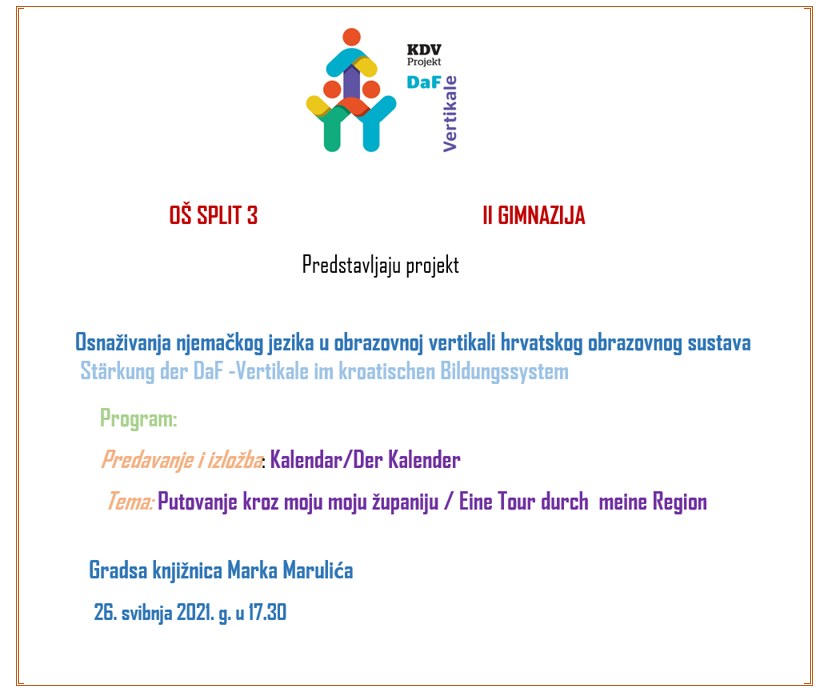 KDV
Projekt
DaF
Vertikale
OŠ SPLIT 3 II GIMNAZIJA
Predstavljaju projekt
Osnaživanja njemačkog jezika u obrazovnoj vertikali hrvatskog obrazovnog sustava
Stärkung der DaF -Vertikale im kroatischen Bildungssystem
Program:
Predavanje i izložba: Kalendar/Der Kalender
Tema: Putovanje kroz moju moju županiju / Eine Tour durch meine Region
Gradsa knjižnica Marka Marulića
26. svibnja 2021. g. u 17.30